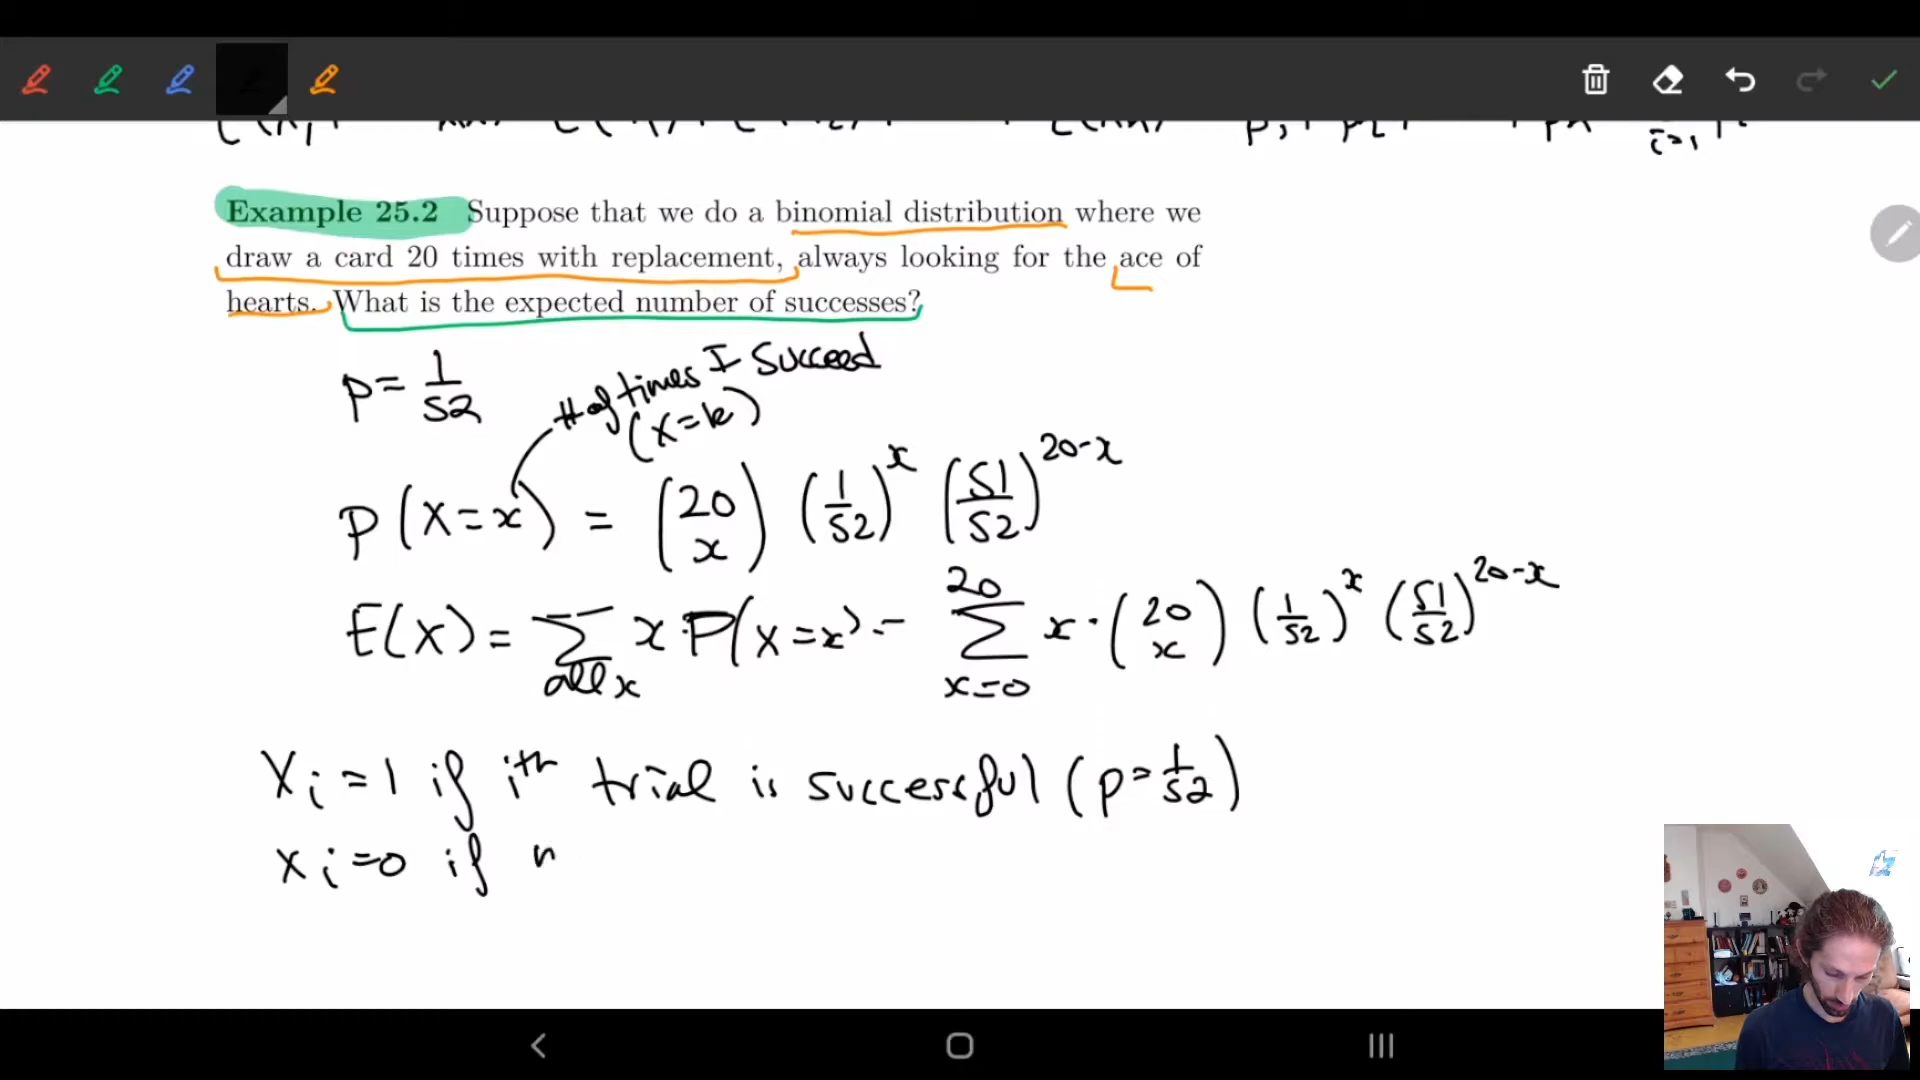 Example 25.2 Suppose that we do a binomial distribution where we
draw a card 20 times with replacement, always looking for the ace of
hearts. What is the expected number of successes?
p = 1/52
# of times I succeed
(X=k)
P(X=x) = (20 x) (1/52)^x (51/52)^20-x
E(X) = ∑ all x x·P(X=x) = ∑ x=0 20 x·(20 x) (1/52)^x (51/52)^20-x
Xi=1 if ith trial is successful (p=1/52)
Xi=0 if n